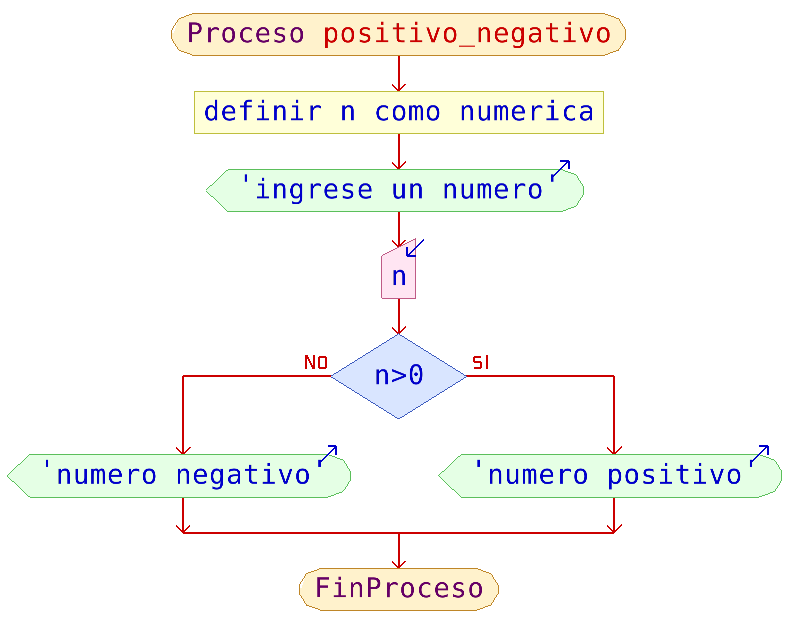 Proceso positivo_negativo
definir n como numerica
'ingrese un numero'
n
n>0
NO
SI
'numero negativo'
'numero positivo'
FinProceso